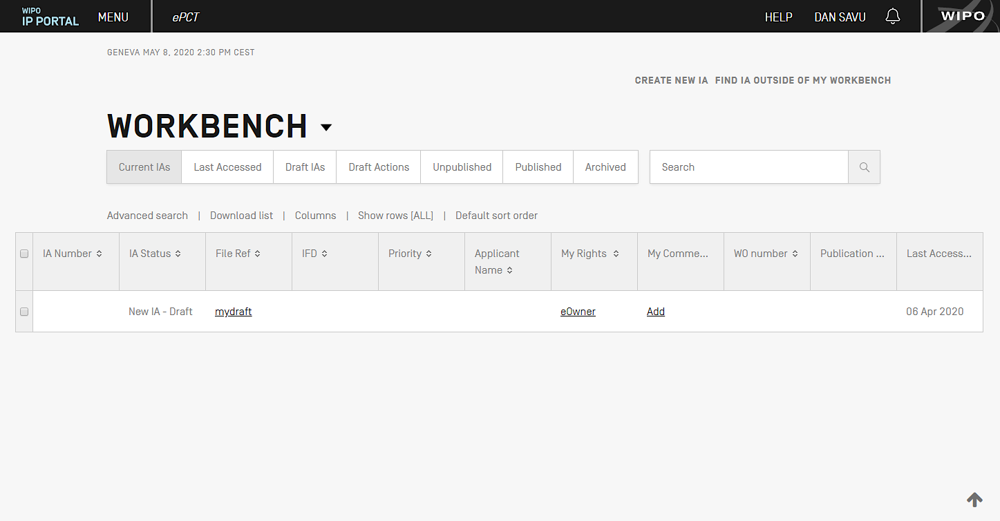 WIPO
IP PORTAL
MENU
ePCT
HELP
DAN SAVU
WIPO
GENEVA MAY 8, 2020 2:30 PM CEST
CREATE NEW IA FIND IA OUTSIDE OF MY WORKBENCH
WORKBENCH
Current IAs Last Accessed Draft IAs Draft Actions Unpublished Published Archived Search
Advanced search | Download list | Columns | Show rows [ALL] | Default sort order
IA Number IA Status File Ref IFD Priority Applicant Name My Rights My Comme... WO number Publication ... Last Access...
New IA - Draft mydraft eOwner Add 06 Apr 2020